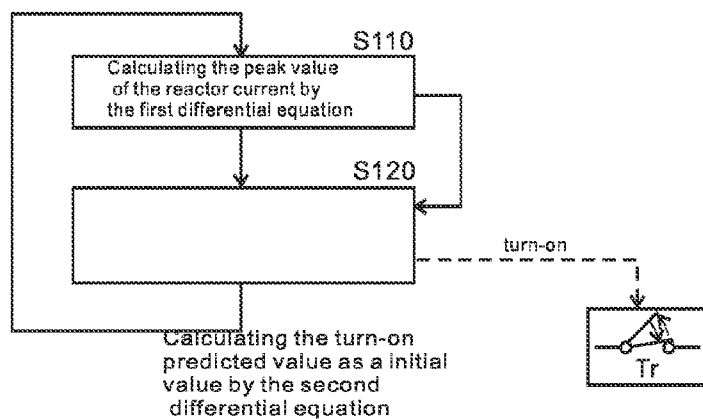 S110
Calculating the peak value
of the reactor current by
the first differential equation
S120
turn-on
Tr
Calculating the turn-on
predicted value as a initial
value by the second
differential equation